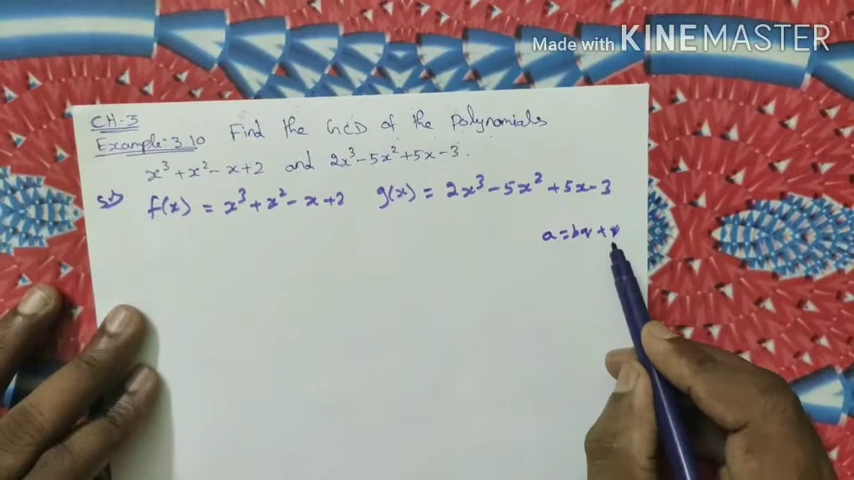 Made with KINEMASTER
CH-3
Example:-3.10 Find the GCD of the polynomials
x³ + x² - x + 2 and 2x³ - 5x² + 5x - 3.
Sol f(x) = x³ + x² - x + 2 g(x) = 2x³ - 5x² + 5x - 3
a = bq + r